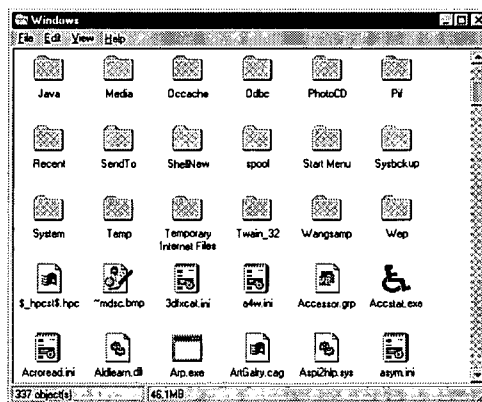 Windows
File Edit View Help
Java Media Occache Odbc PhotoCD Pif
Recent SendTo ShellNew spool Start Menu Sysbckup
System Temp Temporary Internet Files Twain_32 Wangsamp Wep
$_hpcst$.hpc ~mdsc.bmp 3dfxcat.ini a4w.ini Accessor.grp Accstat.exe
Acroread.ini Aldlearn.dll Arp.exe ArtGalry.cag Aspi2hlp.sys asym.ini
337 object(s) 46.1MB